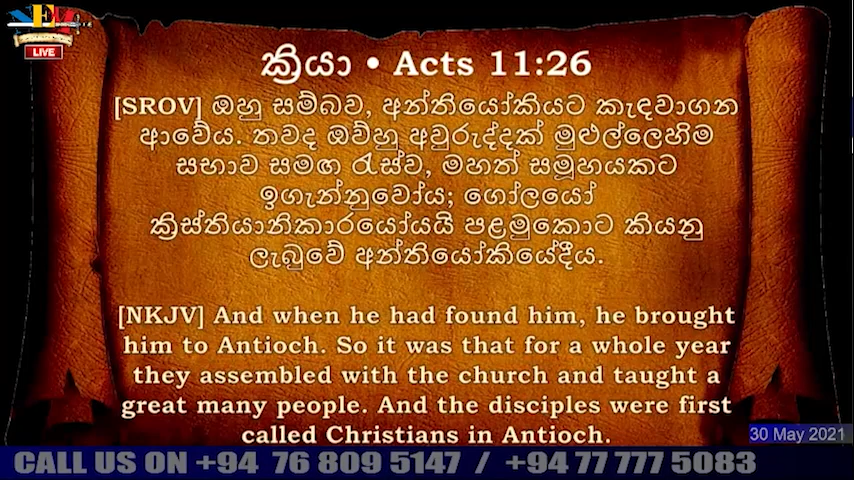 LIVE
ක්‍රියා • Acts 11:26
[SROV] ඔහු සම්බව, අන්තියෝකියට කැඳවාගන
ආවේය. තවද ඔව්හු අවුරුද්දක් මුළුල්ලෙහිම
සභාව සමඟ රැස්ව, මහත් සමූහයකට
ඉගැන්නුවෝය; ගෝලයෝ
ක්‍රිස්තියානිකාරයෝයයි පළමුකොට කියනු
ලැබුවේ අන්තියෝකියේදීය.
[NKJV] And when he had found him, he brought
him to Antioch. So it was that for a whole year
they assembled with the church and taught a
great many people. And the disciples were first
called Christians in Antioch.
30 May 2021
CALL US ON +94 76 809 5147 / +94 77 777 5083